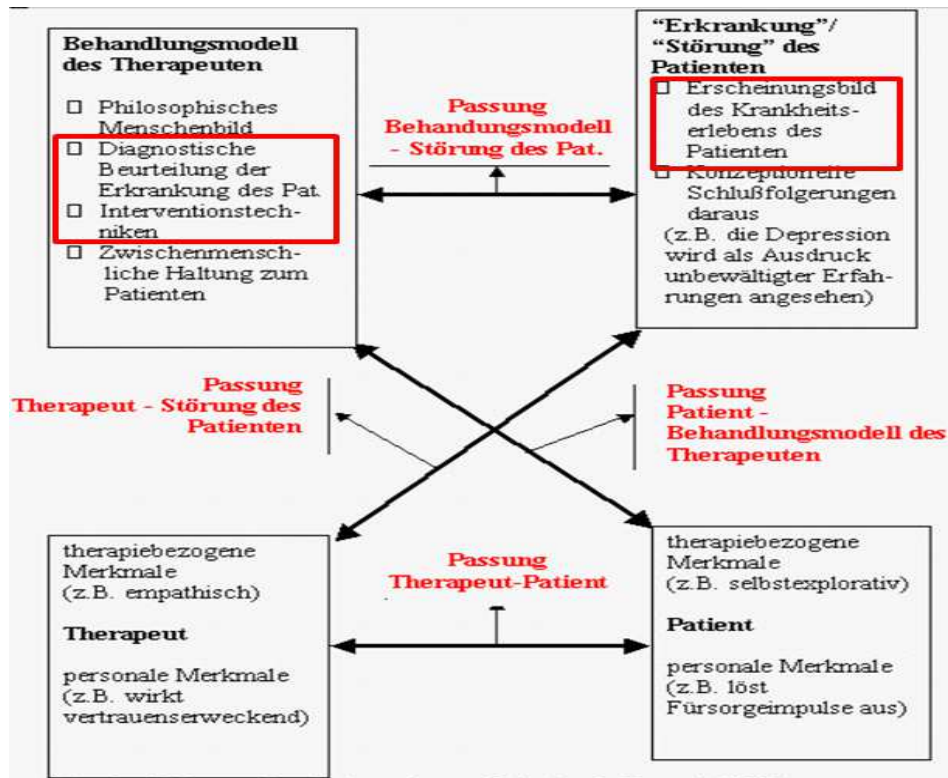 Behandlungsmodell
des Therapeuten
☐ Philosophisches
Menschenbild
☐ Diagnostische
Beurteilung der
Erkrankung des Pat.
☐ Interventionstech-
niken
☐ Zwischenmensch-
liche Haltung zum
Patienten
Passung
Behandungsmodell
- Störung des Pat.
“Erkrankung”/
“Störung” des
Patienten
☐ Erscheinungsbild
des Krankheits-
erlebens des
Patienten
☐ Konzeptionelle
Schlußfolgerungen
daraus
(z.B. die Depression
wird als Ausdruck
unbewältigter Erfah-
rungen angesehen)
Passung
Therapeut - Störung des
Patienten
Passung
Patient -
Behandlungsmodell des
Therapeuten
therapiebezogene
Merkmale
(z.B. empathisch)
Therapeut
personale Merkmale
(z.B. wirkt
vertrauenserweckend)
Passung
Therapeut-Patient
therapiebezogene
Merkmale
(z.B. selbstexplorativ)
Patient
personale Merkmale
(z.B. löst
Fürsorgeimpulse aus)